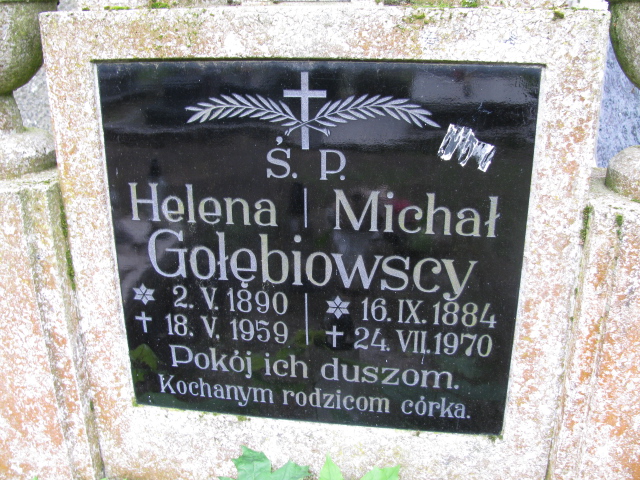 Ś. P.
Helena | Michał
Gołębiowscy
* 2. V. 1890 | * 16. IX. 1884
+ 18. V. 1959 | + 24. VII. 1970
Pokój ich duszom.
Kochanym rodzicom córka.